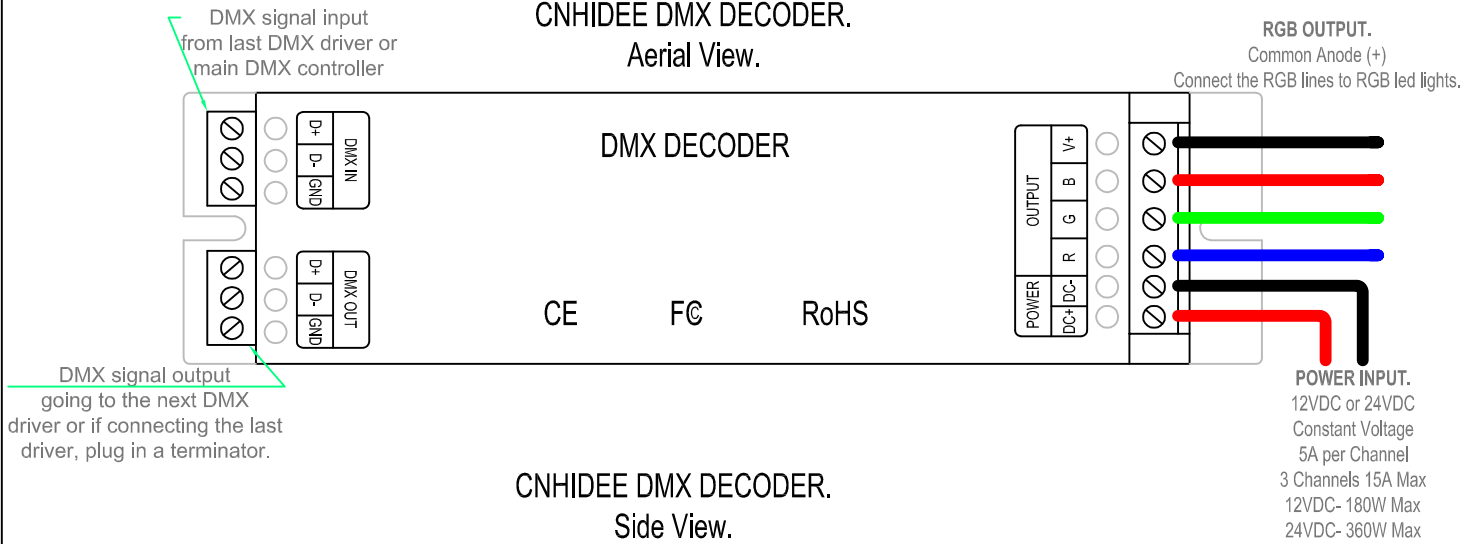 DMX signal input
from last DMX driver or
main DMX controller
CNHIDEE DMX DECODER.
Aerial View.
RGB OUTPUT.
Common Anode (+)
Connect the RGB lines to RGB led lights.
D+
D-
GND
DMX IN
DMX DECODER
D+
D-
GND
DMX OUT
CE
FC
RoHS
OUTPUT
V+
B
G
R
POWER
DC-
DC+
DMX signal output
going to the next DMX
driver or if connecting the last
driver, plug in a terminator.
POWER INPUT.
12VDC or 24VDC
Constant Voltage
5A per Channel
3 Channels 15A Max
12VDC- 180W Max
24VDC- 360W Max
CNHIDEE DMX DECODER.
Side View.